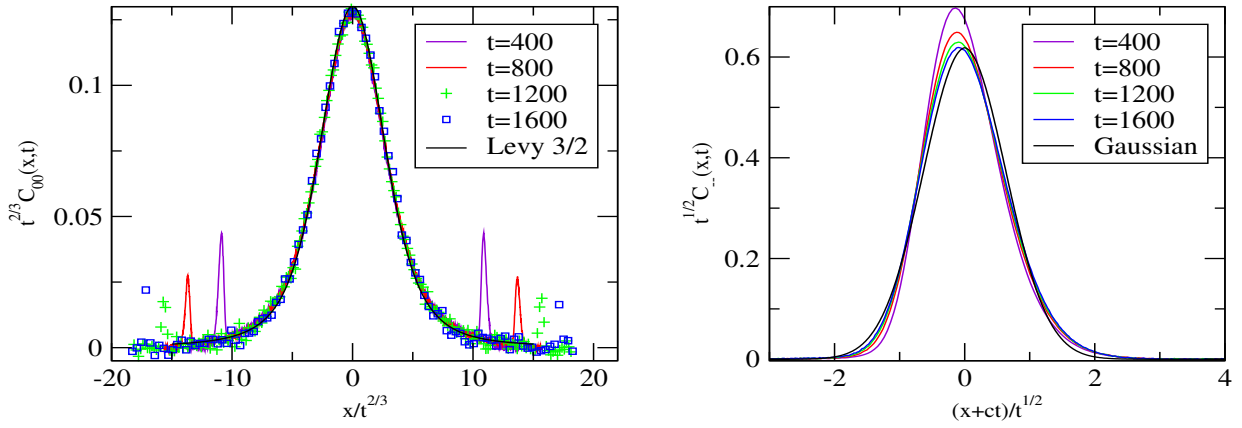 t^2/3 C_00(x,t)
0.1
0.05
0
-20
-10
0
10
20
x/t^2/3
t=400
t=800
t=1200
t=1600
Levy 3/2
t^1/2 C_--(x,t)
0.6
0.4
0.2
0
-2
0
2
4
(x+ct)/t^1/2
t=400
t=800
t=1200
t=1600
Gaussian